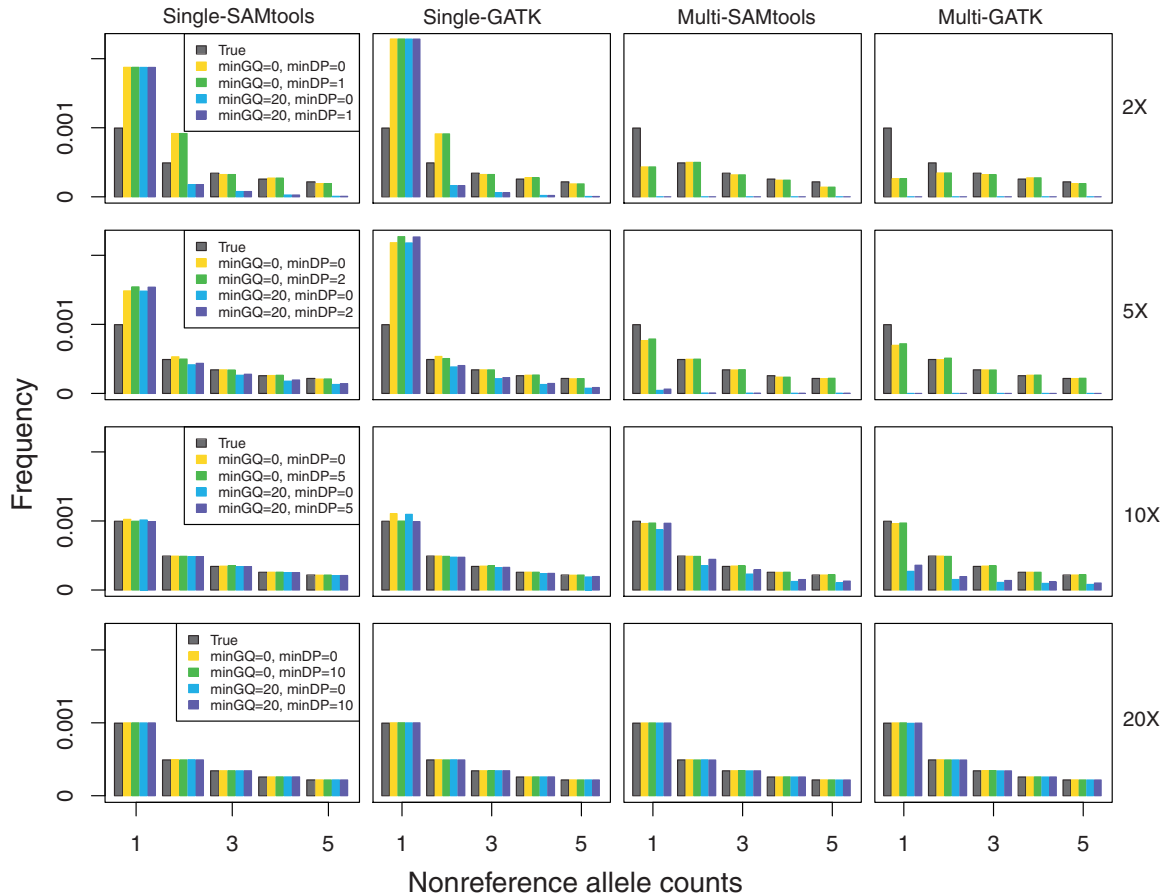 Single-SAMtools Single-GATK Multi-SAMtools Multi-GATK
True
minGQ=0, minDP=0
minGQ=0, minDP=1
minGQ=20, minDP=0
minGQ=20, minDP=1
0.001
0
2X
True
minGQ=0, minDP=0
minGQ=0, minDP=2
minGQ=20, minDP=0
minGQ=20, minDP=2
0.001
0
5X
Frequency
True
minGQ=0, minDP=0
minGQ=0, minDP=5
minGQ=20, minDP=0
minGQ=20, minDP=5
0.001
0
10X
True
minGQ=0, minDP=0
minGQ=0, minDP=10
minGQ=20, minDP=0
minGQ=20, minDP=10
0.001
0
20X
1 3 5 1 3 5 1 3 5 1 3 5
Nonreference allele counts